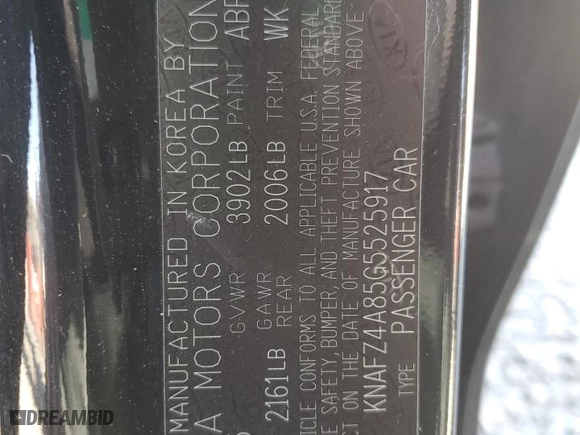 MANUFACTURED IN KOREA BY
A MOTORS CORPORATION
GVWR 3902LB PAINT ABP
2161LB GAWR REAR 2006LB TRIM WK
VEHICLE CONFORMS TO ALL APPLICABLE U.S.A. FEDERAL
SAFETY, BUMPER, AND THEFT PREVENTION STANDARDS
ON THE DATE OF MANUFACTURE SHOWN ABOVE
KNAFZ4A85G5525917
TYPE PASSENGER CAR
KIA
DREAMBID